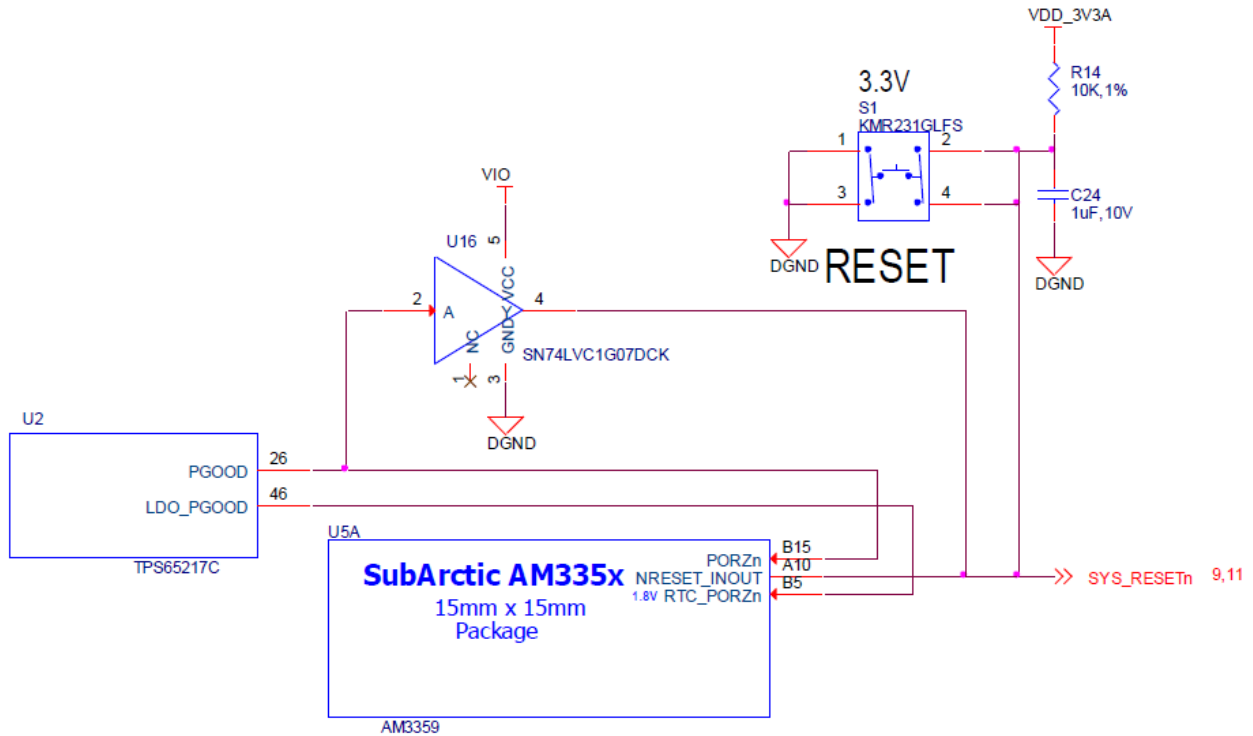 VDD_3V3A
R14
10K,1%
3.3V
S1
KMR231GLFS
1
2
3
4
C24
1uF,10V
DGND
RESET
DGND
VIO
U16
5
VCC
2
A
Y
4
NC
GND
SN74LVC1G07DCK
1
3
DGND
U2
PGOOD
26
LDO_PGOOD
46
TPS65217C
U5A
SubArctic AM335x
15mm x 15mm
Package
PORZn
B15
NRESET_INOUT
A10
1.8V RTC_PORZn
B5
SYS_RESETn 9,11
AM3359